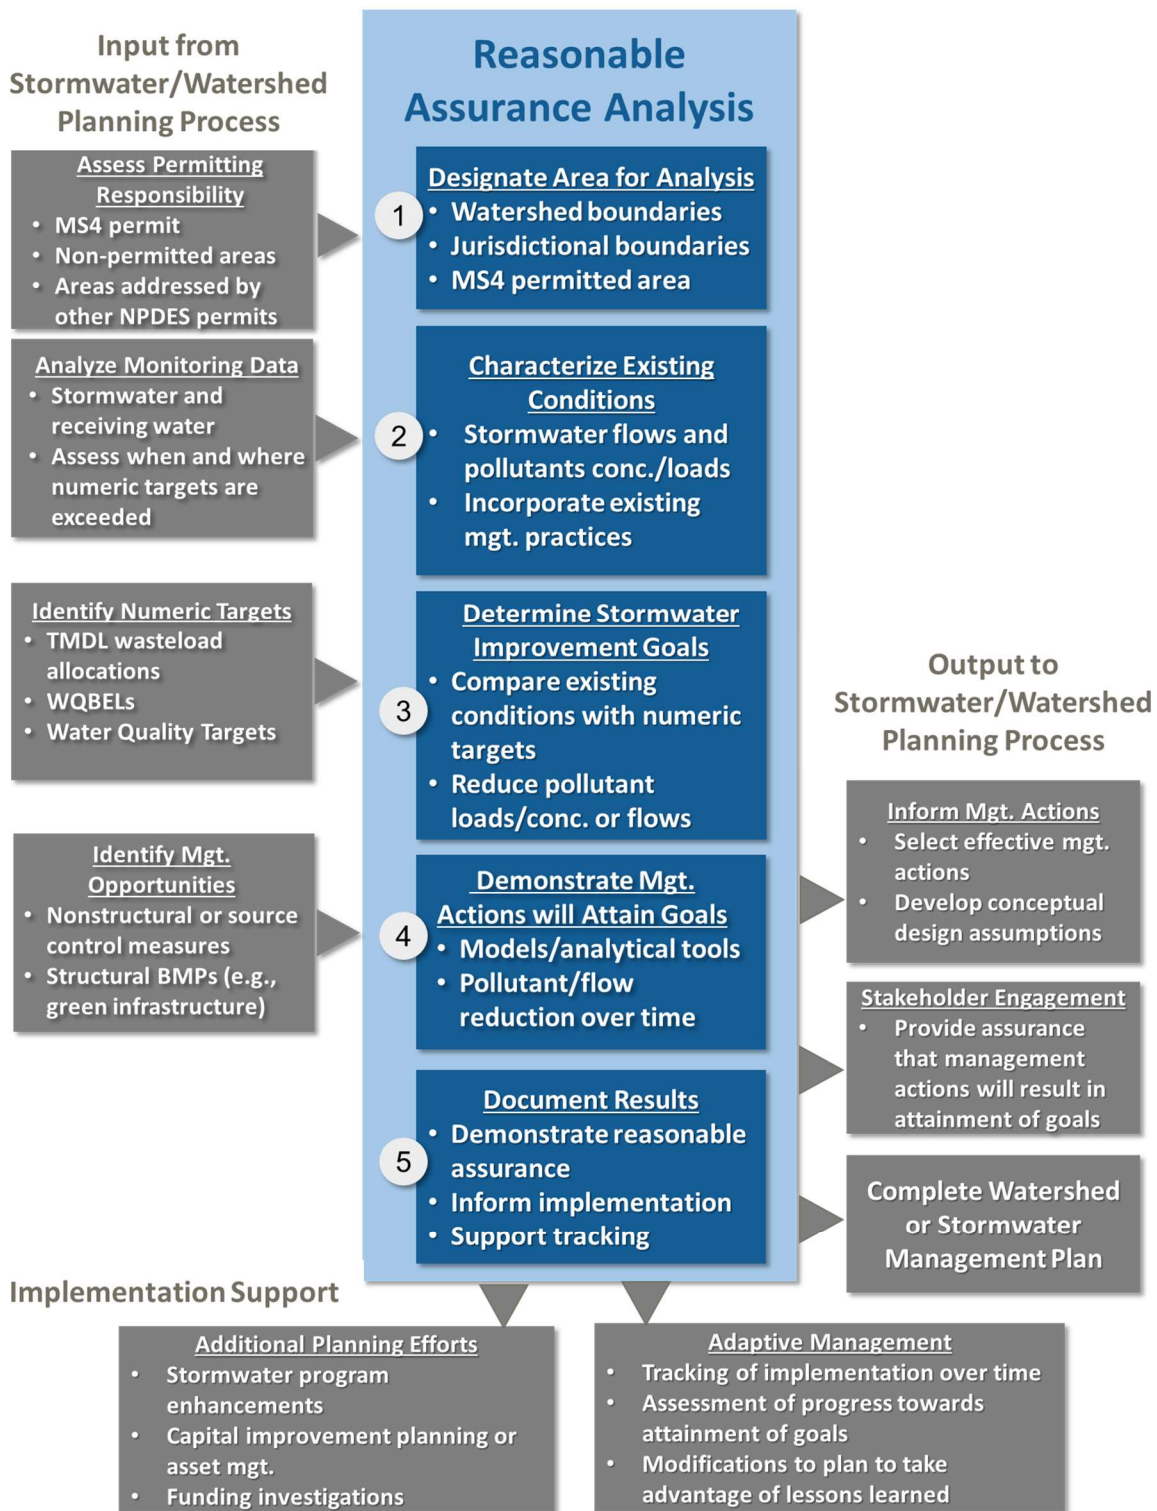 Input from
Stormwater/Watershed
Planning Process
Assess Permitting
Responsibility
• MS4 permit
• Non-permitted areas
• Areas addressed by
other NPDES permits
Analyze Monitoring Data
• Stormwater and
receiving water
• Assess when and where
numeric targets are
exceeded
Identify Numeric Targets
• TMDL wasteload
allocations
• WQBELs
• Water Quality Targets
Identify Mgt.
Opportunities
• Nonstructural or source
control measures
• Structural BMPs (e.g.,
green infrastructure)
Reasonable
Assurance Analysis
1
Designate Area for Analysis
• Watershed boundaries
• Jurisdictional boundaries
• MS4 permitted area
2
Characterize Existing
Conditions
• Stormwater flows and
pollutants conc./loads
• Incorporate existing
mgt. practices
3
Determine Stormwater
Improvement Goals
• Compare existing
conditions with numeric
targets
• Reduce pollutant
loads/conc. or flows
4
Demonstrate Mgt.
Actions will Attain Goals
• Models/analytical tools
• Pollutant/flow
reduction over time
5
Document Results
• Demonstrate reasonable
assurance
• Inform implementation
• Support tracking
Output to
Stormwater/Watershed
Planning Process
Inform Mgt. Actions
• Select effective mgt.
actions
• Develop conceptual
design assumptions
Stakeholder Engagement
• Provide assurance
that management
actions will result in
attainment of goals
Complete Watershed
or Stormwater
Management Plan
Implementation Support
Additional Planning Efforts
• Stormwater program
enhancements
• Capital improvement planning or
asset mgt.
• Funding investigations
Adaptive Management
• Tracking of implementation over time
• Assessment of progress towards
attainment of goals
• Modifications to plan to take
advantage of lessons learned